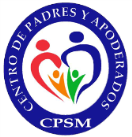 CENTRO DE PADRES Y APODERADOS
CPSM